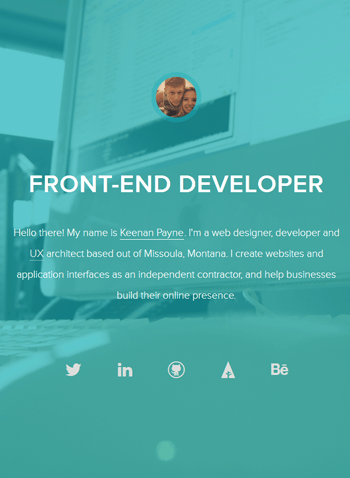 FRONT-END DEVELOPER
Hello there! My name is Keenan Payne. I'm a web designer, developer and
UX architect based out of Missoula, Montana. I create websites and
application interfaces as an independent contractor, and help businesses
build their online presence.
in
Bē